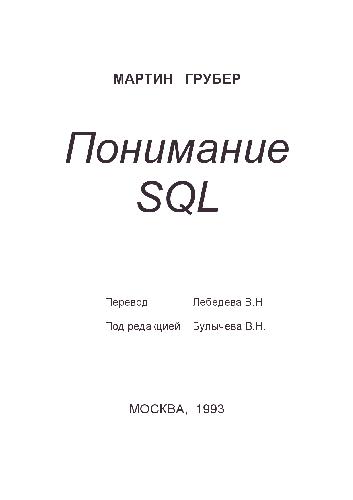 МАРТИН ГРУБЕР
Понимание
SQL
Перевод Лебедева В.Н
Под редакцией Булычева В.Н.
МОСКВА, 1993